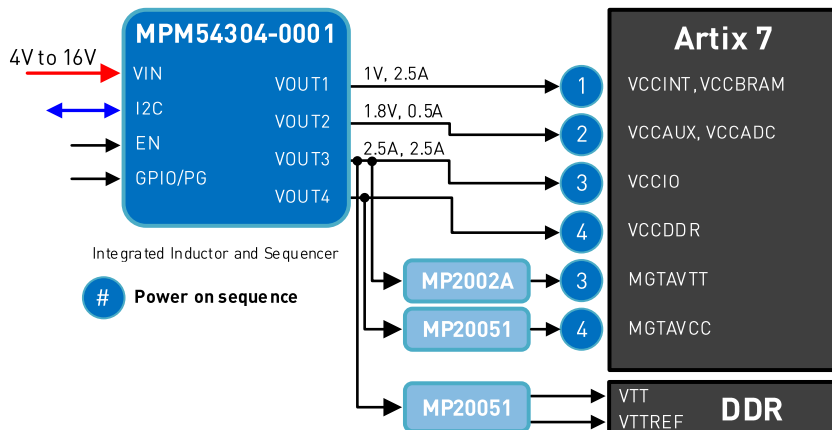 MPM54304-0001
Artix 7
4V to 16V
VIN
VOUT1
1V, 2.5A
1
VCCINT, VCCBRAM
I2C
VOUT2
1.8V, 0.5A
2
VCCAUX, VCCADC
EN
VOUT3
2.5A, 2.5A
3
VCCIO
GPIO/PG
VOUT4
4
VCCDDR
Integrated Inductor and Sequencer
MP2002A
3
MGTAVTT
# Power on sequence
MP20051
4
MGTAVCC
MP20051
VTT
VTTREF
DDR